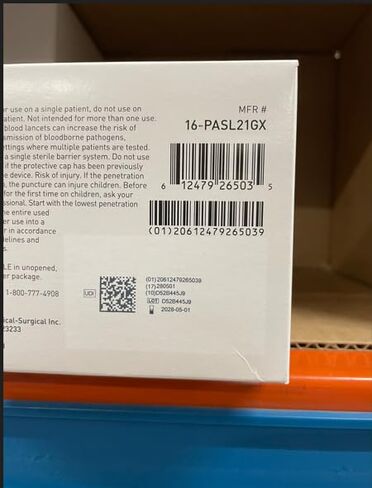 or use on a single patient, do not use on
atient. Not intended for more than one use.
blood lancets can increase the risk of
smission of bloodborne pathogens,
ettings where multiple patients are tested.
a single sterile barrier system. Do not use
if the protective cap has been previously
e device. Risk of injury. If the penetration
, the puncture can injure children. Before
for the first time on children, ask your
ssional. Start with the lowest penetration
he entire used
er use into a
r in accordance
delines and
s.
LE in unopened,
er package.
1-800-777-4908
ical-Surgical Inc.
23233
MFR #
16-PASL21GX
6 12479 26503 5
(01)20612479265039
UDI
(01)20612479265039
(17)280501
(10)D52B445J9
LOT D52B445J9
2028-05-01